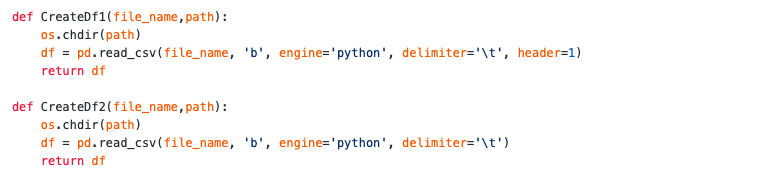 def CreateDf1(file_name,path):
    os.chdir(path)
    df = pd.read_csv(file_name, 'b', engine='python', delimiter='\t', header=1)
    return df

def CreateDf2(file_name,path):
    os.chdir(path)
    df = pd.read_csv(file_name, 'b', engine='python', delimiter='\t')
    return df